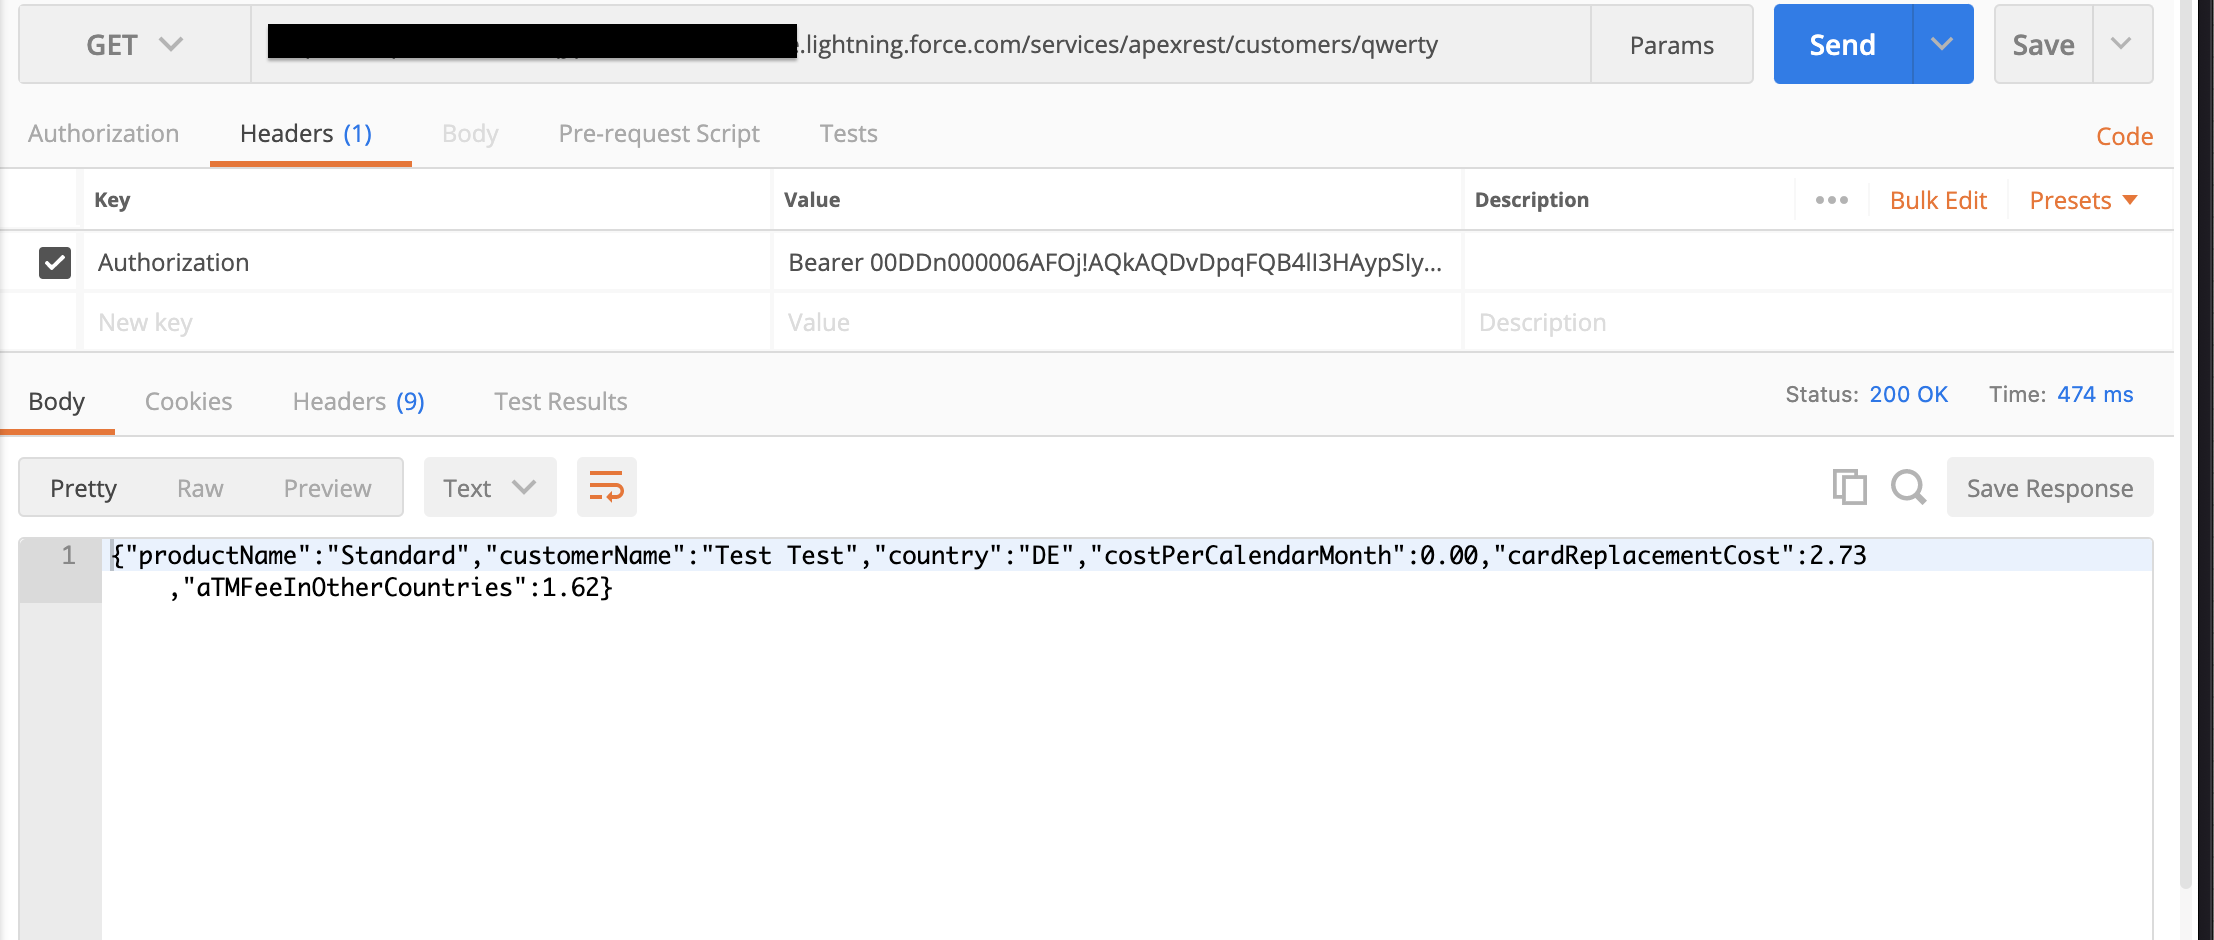 GET .lightning.force.com/services/apexrest/customers/qwerty Params Send Save
Authorization Headers (1) Body Pre-request Script Tests Code
Key Value Description ••• Bulk Edit Presets
Authorization Bearer 00DDn000006AFOj!AQkAQDvDpqFQB4lI3HAypSIy...
New key Value Description
Body Cookies Headers (9) Test Results Status: 200 OK Time: 474 ms
Pretty Raw Preview Text Save Response
1 {"productName":"Standard","customerName":"Test Test","country":"DE","costPerCalendarMonth":0.00,"cardReplacementCost":2.73
,"aTMFeeInOtherCountries":1.62}